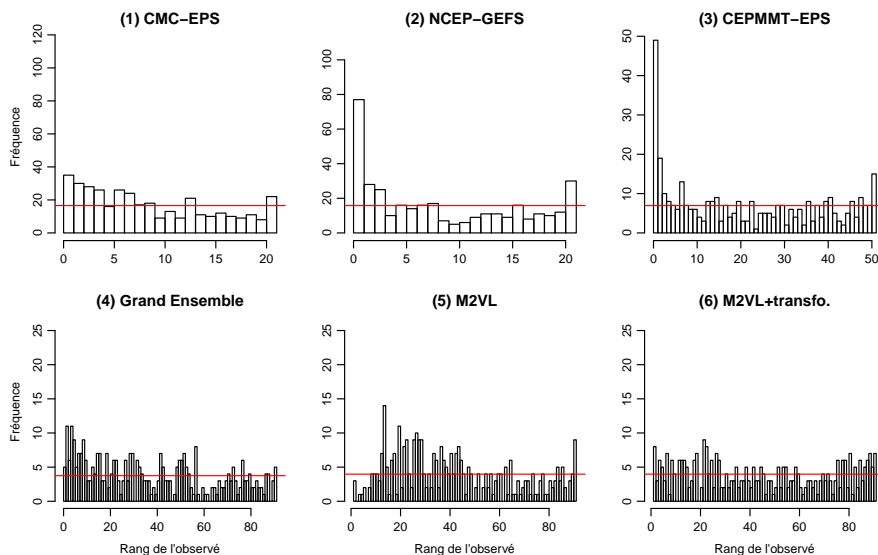 (1) CMC−EPS
(2) NCEP−GEFS
(3) CEPMMT−EPS
Fréquence
0 20 40 60 80 100 120
0 5 10 15 20
0 20 40 60 80 100
0 5 10 15 20
0 10 20 30 40 50
0 10 20 30 40 50
(4) Grand Ensemble
(5) M2VL
(6) M2VL+transfo.
Fréquence
0 5 10 15 20 25
0 20 40 60 80
Rang de l'observé
0 5 10 15 20 25
0 20 40 60 80
Rang de l'observé
0 5 10 15 20 25
0 20 40 60 80
Rang de l'observé